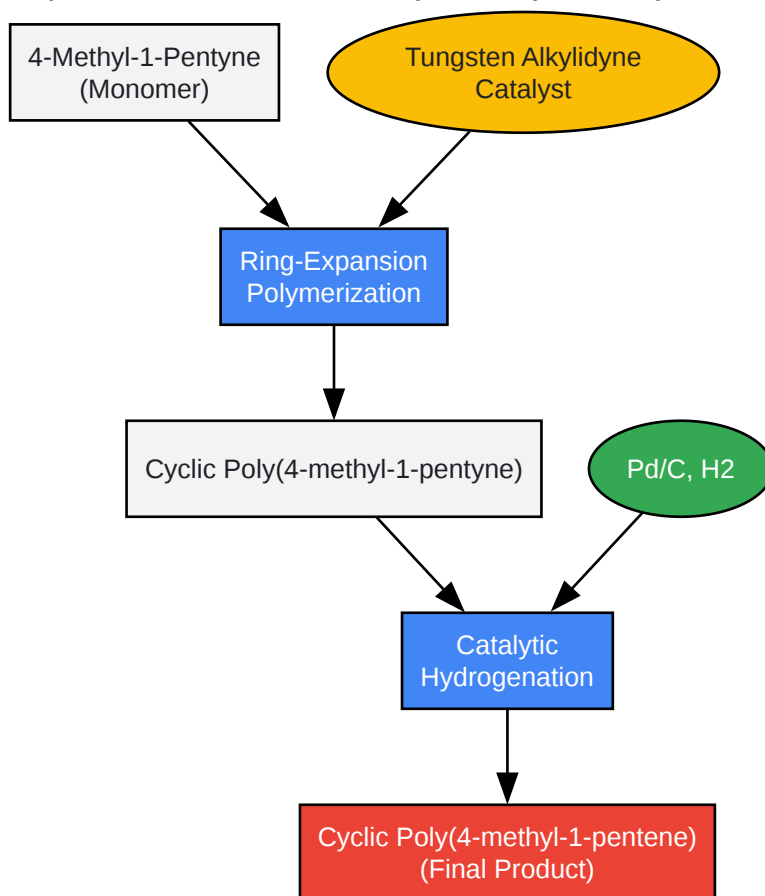 4-Methyl-1-Pentyne
(Monomer)
Tungsten Alkylidyne
Catalyst
Ring-Expansion
Polymerization
Cyclic Poly(4-methyl-1-pentyne)
Pd/C, H2
Catalytic
Hydrogenation
Cyclic Poly(4-methyl-1-pentene)
(Final Product)